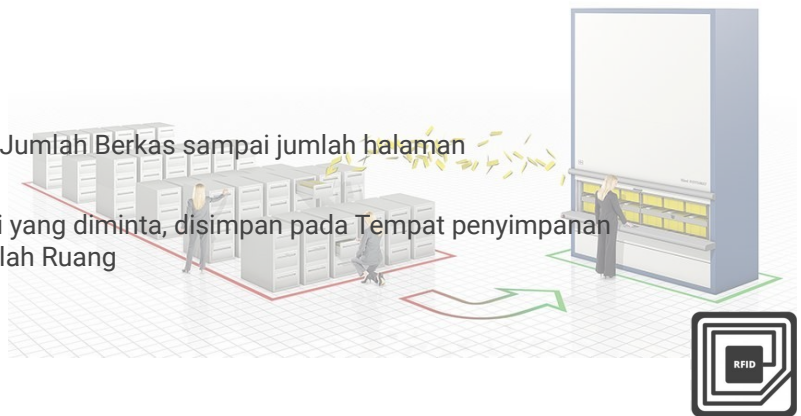 Jumlah Berkas sampai jumlah halaman
i yang diminta, disimpan pada Tempat penyimpanan
lah Ruang
RFID